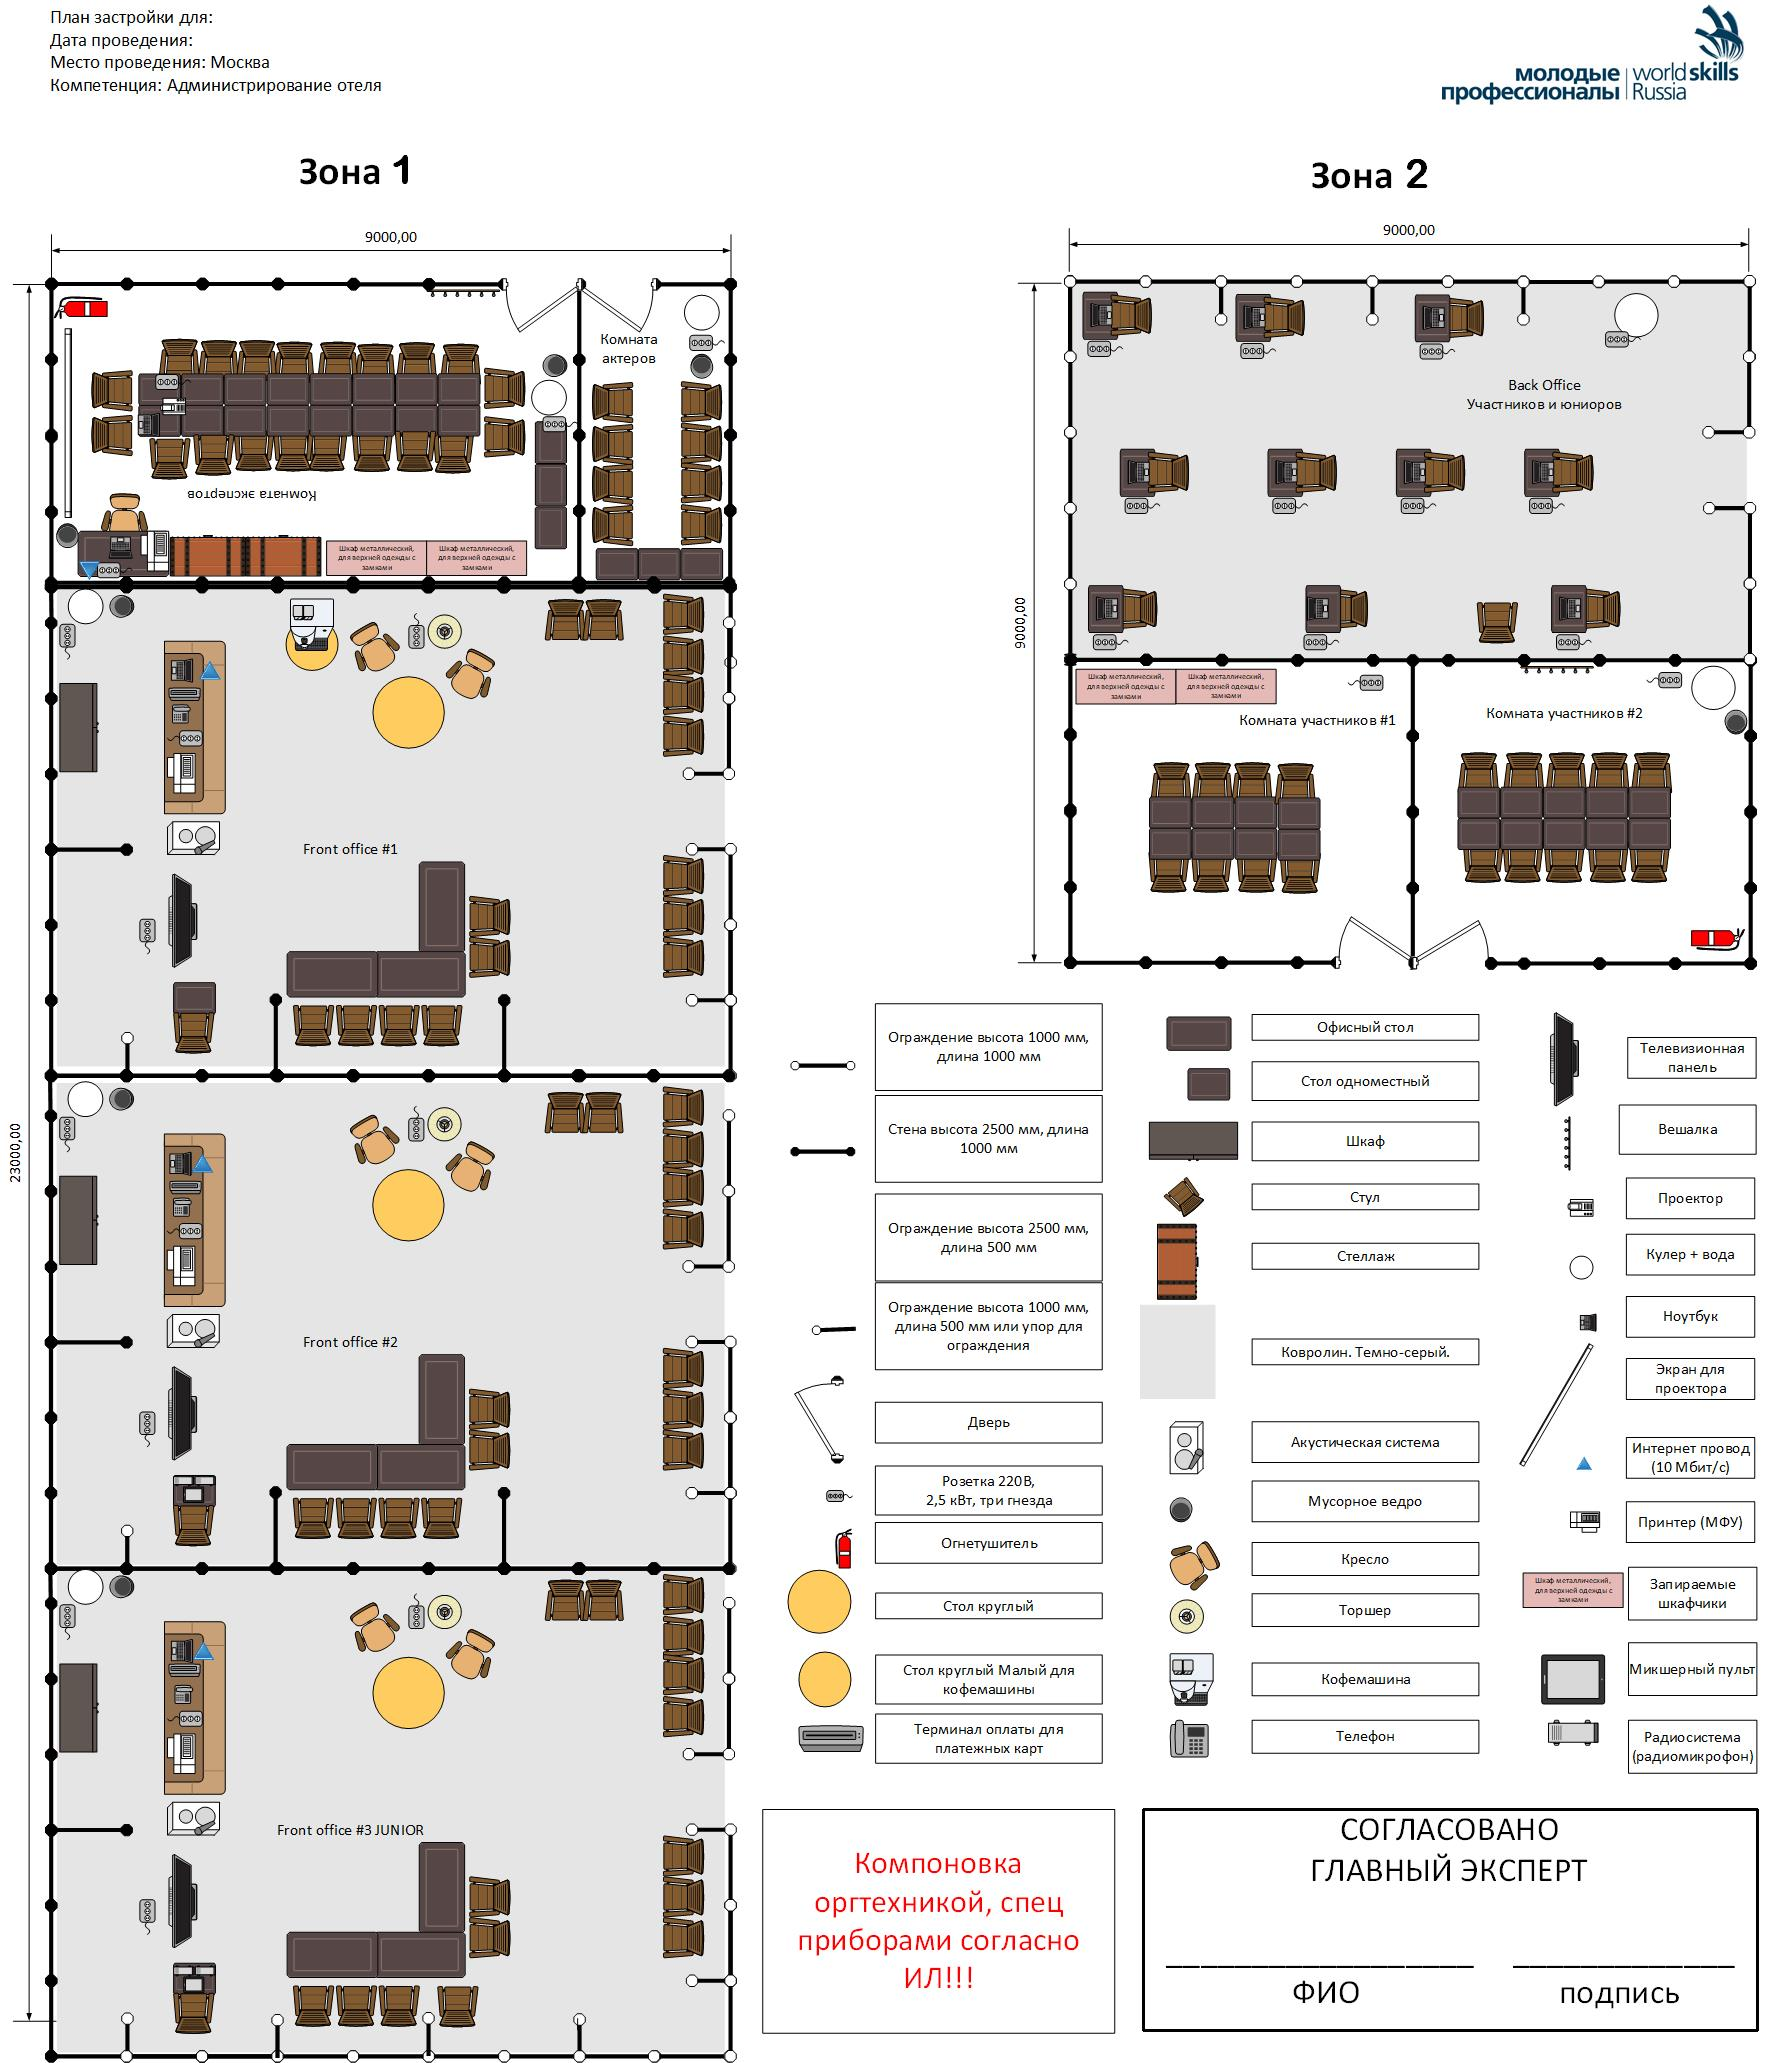 План застройки для:
Дата проведения:
Место проведения: Москва
Компетенция: Администрирование отеля
молодые
профессионалы
worldskills
Russia
Зона 1
9000,00
23000,00
Комната
актеров
Комната экспертов
Шкаф металлический,
для верхней одежды с
замками
Шкаф металлический,
для верхней одежды с
замками
Front office #1
Front office #2
Front office #3 JUNIOR
Зона 2
9000,00
9000,00
Back Office
Участников и юниоров
Шкаф металлический,
для верхней одежды с
замками
Шкаф металлический,
для верхней одежды с
замками
Комната участников #1
Комната участников #2
Ограждение высота 1000 мм,
длина 1000 мм
Стена высота 2500 мм, длина
1000 мм
Ограждение высота 2500 мм,
длина 500 мм
Ограждение высота 1000 мм,
длина 500 мм или упор для
ограждения
Дверь
Розетка 220В,
2,5 кВт, три гнезда
Огнетушитель
Стол круглый
Стол круглый Малый для
кофемашины
Терминал оплаты для
платежных карт
Офисный стол
Стол одноместный
Шкаф
Стул
Стеллаж
Ковролин. Темно-серый.
Акустическая система
Мусорное ведро
Кресло
Торшер
Кофемашина
Телефон
Телевизионная
панель
Вешалка
Проектор
Кулер + вода
Ноутбук
Экран для
проектора
Интернет провод
(10 Мбит/с)
Принтер (МФУ)
Шкаф металлический,
для верхней одежды с
замками
Запираемые
шкафчики
Микшерный пульт
Радиосистема
(радиомикрофон)
Компоновка
оргтехникой, спец
приборами согласно
ИЛ!!!
СОГЛАСОВАНО
ГЛАВНЫЙ ЭКСПЕРТ
ФИО
подпись